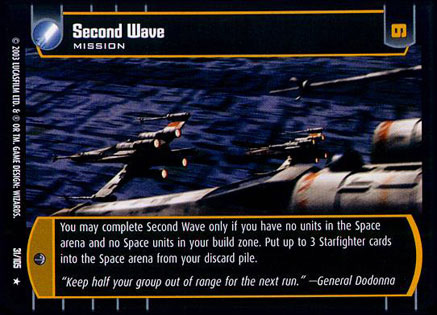 Second Wave
MISSION
6
You may complete Second Wave only if you have no units in the Space
arena and no Space units in your build zone. Put up to 3 Starfighter cards
into the Space arena from your discard pile.
"Keep half your group out of range for the next run." —General Dodonna
© 2003 LUCASFILM LTD. & ® OR TM. GAME DESIGN: WIZARDS.
31/105